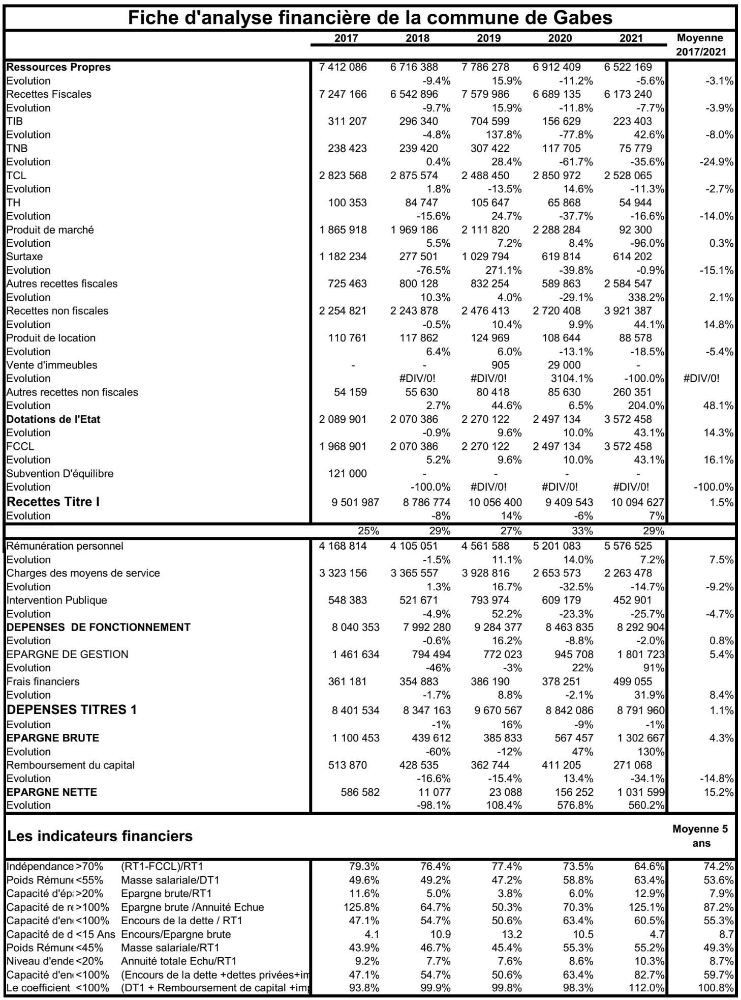 Fiche d'analyse financière de la commune de Gabes
2017 2018 2019 2020 2021 Moyenne 2017/2021
Ressources Propres 7 412 086 6 716 388 7 786 278 6 912 409 6 522 169
Evolution -9.4% 15.9% -11.2% -5.6% -3.1%
Recettes Fiscales 7 247 166 6 542 896 7 579 986 6 689 135 6 173 240
Evolution -9.7% 15.9% -11.8% -7.7% -3.9%
TIB 311 207 296 340 704 599 156 629 223 403
Evolution -4.8% 137.8% -77.8% 42.6% -8.0%
TNB 238 423 239 420 307 422 117 705 75 779
Evolution 0.4% 28.4% -61.7% -35.6% -24.9%
TCL 2 823 568 2 875 574 2 488 450 2 850 972 2 528 065
Evolution 1.8% -13.5% 14.6% -11.3% -2.7%
TH 100 353 84 747 105 647 65 868 54 944
Evolution -15.6% 24.7% -37.7% -16.6% -14.0%
Produit de marché 1 865 918 1 969 186 2 111 820 2 288 284 92 300
Evolution 5.5% 7.2% 8.4% -96.0% 0.3%
Surtaxe 1 182 234 277 501 1 029 794 619 814 614 202
Evolution -76.5% 271.1% -39.8% -0.9% -15.1%
Autres recettes fiscales 725 463 800 128 832 254 589 863 2 584 547
Evolution 10.3% 4.0% -29.1% 338.2% 2.1%
Recettes non fiscales 2 254 821 2 243 878 2 476 413 2 720 408 3 921 387
Evolution -0.5% 10.4% 9.9% 44.1% 14.8%
Produit de location 110 761 117 862 124 969 108 644 88 578
Evolution 6.4% 6.0% -13.1% -18.5% -5.4%
Vente d'immeubles - - 905 29 000 -
Evolution #DIV/0! #DIV/0! 3104.1% -100.0% #DIV/0!
Autres recettes non fiscales 54 159 55 630 80 418 85 630 260 351
Evolution 2.7% 44.6% 6.5% 204.0% 48.1%
Dotations de l'Etat 2 089 901 2 070 386 2 270 122 2 497 134 3 572 458
Evolution -0.9% 9.6% 10.0% 43.1% 14.3%
FCCL 1 968 901 2 070 386 2 270 122 2 497 134 3 572 458
Evolution 5.2% 9.6% 10.0% 43.1% 16.1%
Subvention D'équilibre 121 000 - - - -
Evolution -100.0% #DIV/0! #DIV/0! #DIV/0! -100.0%
Recettes Titre I 9 501 987 8 786 774 10 056 400 9 409 543 10 094 627 1.5%
Evolution -8% 14% -6% 7%
25% 29% 27% 33% 29%
Rémunération personnel 4 168 814 4 105 051 4 561 588 5 201 083 5 576 525
Evolution -1.5% 11.1% 14.0% 7.2% 7.5%
Charges des moyens de service 3 323 156 3 365 557 3 928 816 2 653 573 2 263 478
Evolution 1.3% 16.7% -32.5% -14.7% -9.2%
Intervention Publique 548 383 521 671 793 974 609 179 452 901
Evolution -4.9% 52.2% -23.3% -25.7% -4.7%
DEPENSES DE FONCTIONNEMENT 8 040 353 7 992 280 9 284 377 8 463 835 8 292 904
Evolution -0.6% 16.2% -8.8% -2.0% 0.8%
EPARGNE DE GESTION 1 461 634 794 494 772 023 945 708 1 801 723 5.4%
Evolution -46% -3% 22% 91%
Frais financiers 361 181 354 883 386 190 378 251 499 055
Evolution -1.7% 8.8% -2.1% 31.9% 8.4%
DEPENSES TITRES 1 8 401 534 8 347 163 9 670 567 8 842 086 8 791 960 1.1%
Evolution -1% 16% -9% -1%
EPARGNE BRUTE 1 100 453 439 612 385 833 567 457 1 302 667 4.3%
Evolution -60% -12% 47% 130%
Remboursement du capital 513 870 428 535 362 744 411 205 271 068
Evolution -16.6% -15.4% 13.4% -34.1% -14.8%
EPARGNE NETTE 586 582 11 077 23 088 156 252 1 031 599 15.2%
Evolution -98.1% 108.4% 576.8% 560.2%
Les indicateurs financiers Moyenne 5 ans
Indépendance >70% (RT1-FCCL)/RT1 79.3% 76.4% 77.4% 73.5% 64.6% 74.2%
Poids Rémuné <55% Masse salariale/DT1 49.6% 49.2% 47.2% 58.8% 63.4% 53.6%
Capacité d'épa >20% Epargne brute/RT1 11.6% 5.0% 3.8% 6.0% 12.9% 7.9%
Capacité de re >100% Epargne brute /Annuité Echue 125.8% 64.7% 50.3% 70.3% 125.1% 87.2%
Capacité d'en <100% Encours de la dette / RT1 47.1% 54.7% 50.6% 63.4% 60.5% 55.3%
Capacité de d <15 Ans Encours/Epargne brute 4.1 10.9 13.2 10.5 4.7 8.7
Poids Rémuné <45% Masse salariale/RT1 43.9% 46.7% 45.4% 55.3% 55.2% 49.3%
Niveau d'ende <20% Annuité totale Echu/RT1 9.2% 7.7% 7.6% 8.6% 10.3% 8.7%
Capacité d'en <100% (Encours de la dette +dettes privées+im 47.1% 54.7% 50.6% 63.4% 82.7% 59.7%
Le coefficient <100% (DT1 + Remboursement de capital +imp 93.8% 99.9% 99.8% 98.3% 112.0% 100.8%